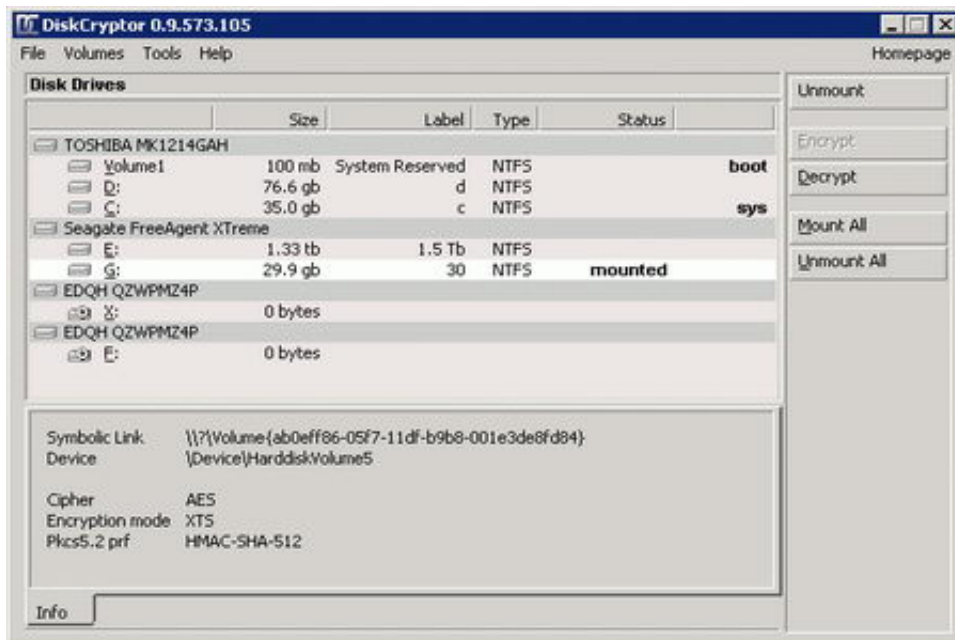 DiskCryptor 0.9.573.105
File Volumes Tools Help Homepage
Disk Drives
Size Label Type Status
TOSHIBA MK1214GAH
Volume1 100 mb System Reserved NTFS boot
D: 76.6 gb d NTFS
C: 35.0 gb c NTFS sys
Seagate FreeAgent XTreme
E: 1.33 tb 1.5 Tb NTFS
G: 29.9 gb 30 NTFS mounted
EDQH QZWPMZ4P
X: 0 bytes
EDQH QZWPMZ4P
F: 0 bytes
Unmount
Encrypt
Decrypt
Mount All
Unmount All
Symbolic Link \\?\Volume{ab0eff86-05f7-11df-b9b8-001e3de8fd84}
Device \Device\HarddiskVolume5
Cipher AES
Encryption mode XTS
Pkcs5.2 prf HMAC-SHA-512
Info